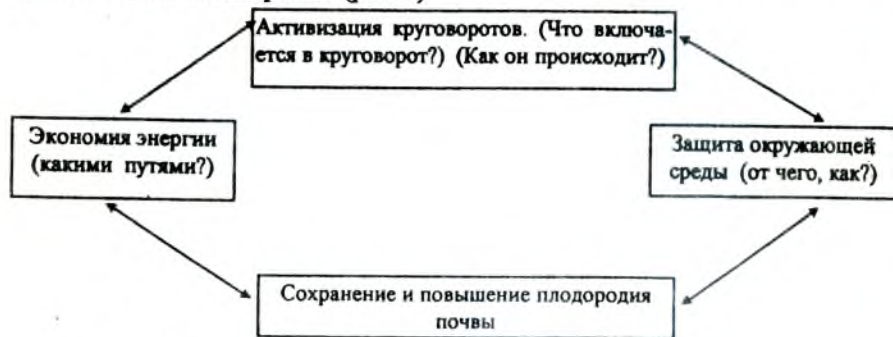 Активизация круговоротов. (Что включа-
ется в круговорот?) (Как он происходит?)
Экономия энергии
(какими путями?)
Защита окружающей
среды (от чего, как?)
Сохранение и повышение плодородия
почвы